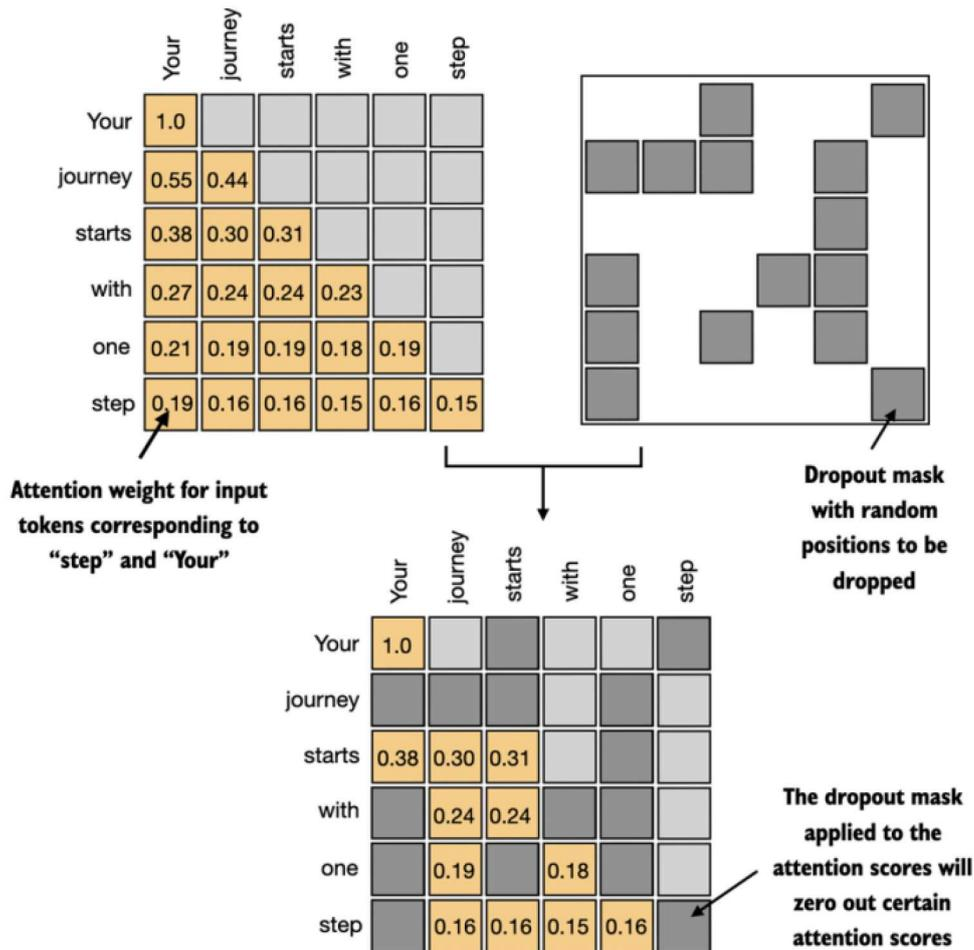 Your journey starts with one step
Your 1.0
journey 0.55 0.44
starts 0.38 0.30 0.31
with 0.27 0.24 0.24 0.23
one 0.21 0.19 0.19 0.18 0.19
step 0.19 0.16 0.16 0.15 0.16 0.15
Attention weight for input
tokens corresponding to
“step” and “Your”
Dropout mask
with random
positions to be
dropped
Your journey starts with one step
Your 1.0
journey
starts 0.38 0.30 0.31
with 0.24 0.24
one 0.19 0.18
step 0.16 0.16 0.15 0.16
The dropout mask
applied to the
attention scores will
zero out certain
attention scores